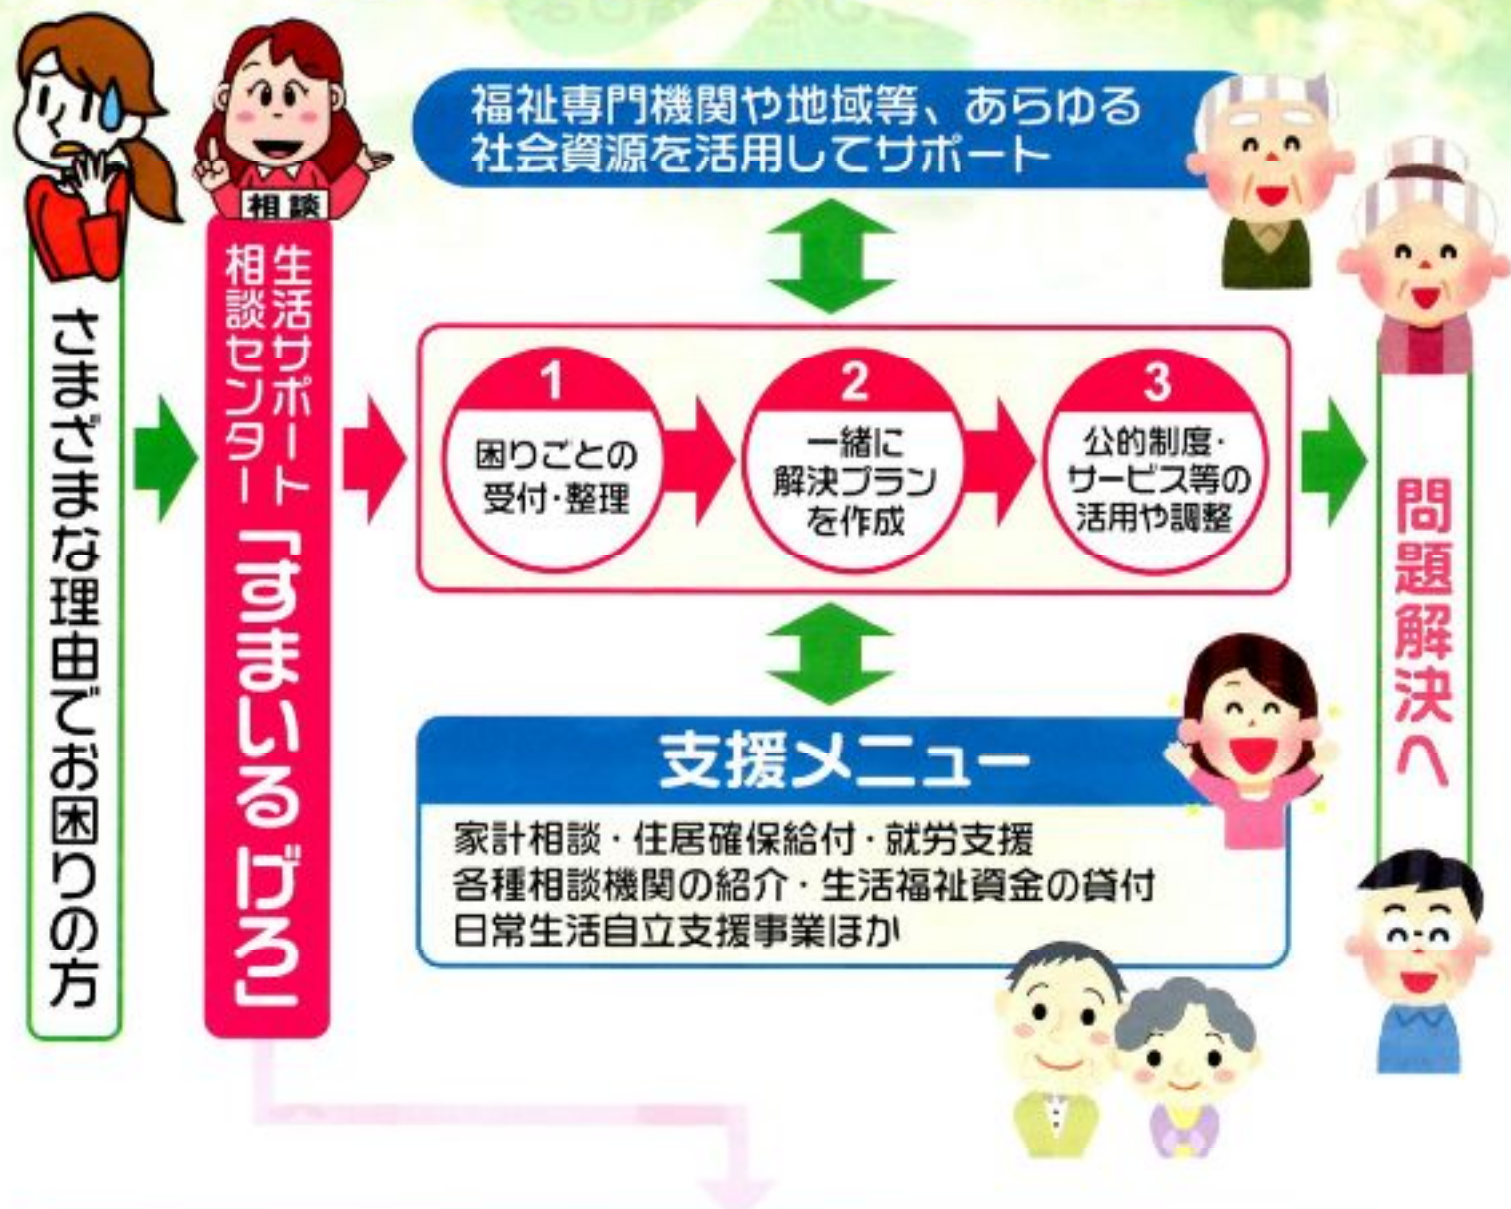 さまざまな理由でお困りの方
相談
生活サポート
相談センター
「すまいる げろ」
福祉専門機関や地域等、あらゆる
社会資源を活用してサポート
1
困りごとの
受付・整理
2
一緒に
解決プラン
を作成
3
公的制度・
サービス等の
活用や調整
支援メニュー
家計相談・住居確保給付・就労支援
各種相談機関の紹介・生活福祉資金の貸付
日常生活自立支援事業ほか
問題解決へ